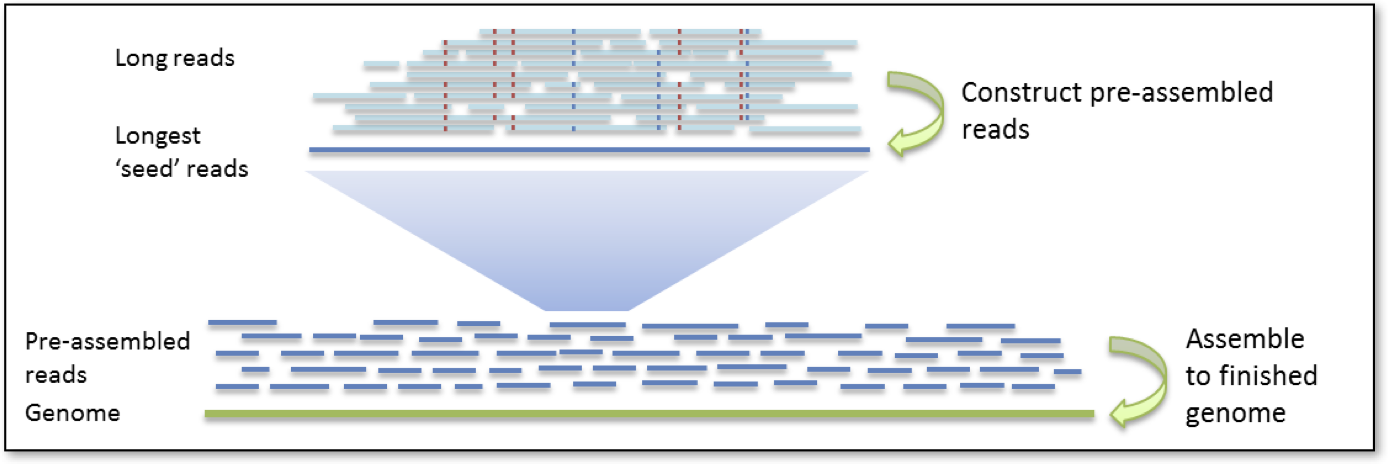 Long reads
Construct pre-assembled
reads
Longest
‘seed’ reads
Pre-assembled
reads
Assemble
to finished
genome
Genome